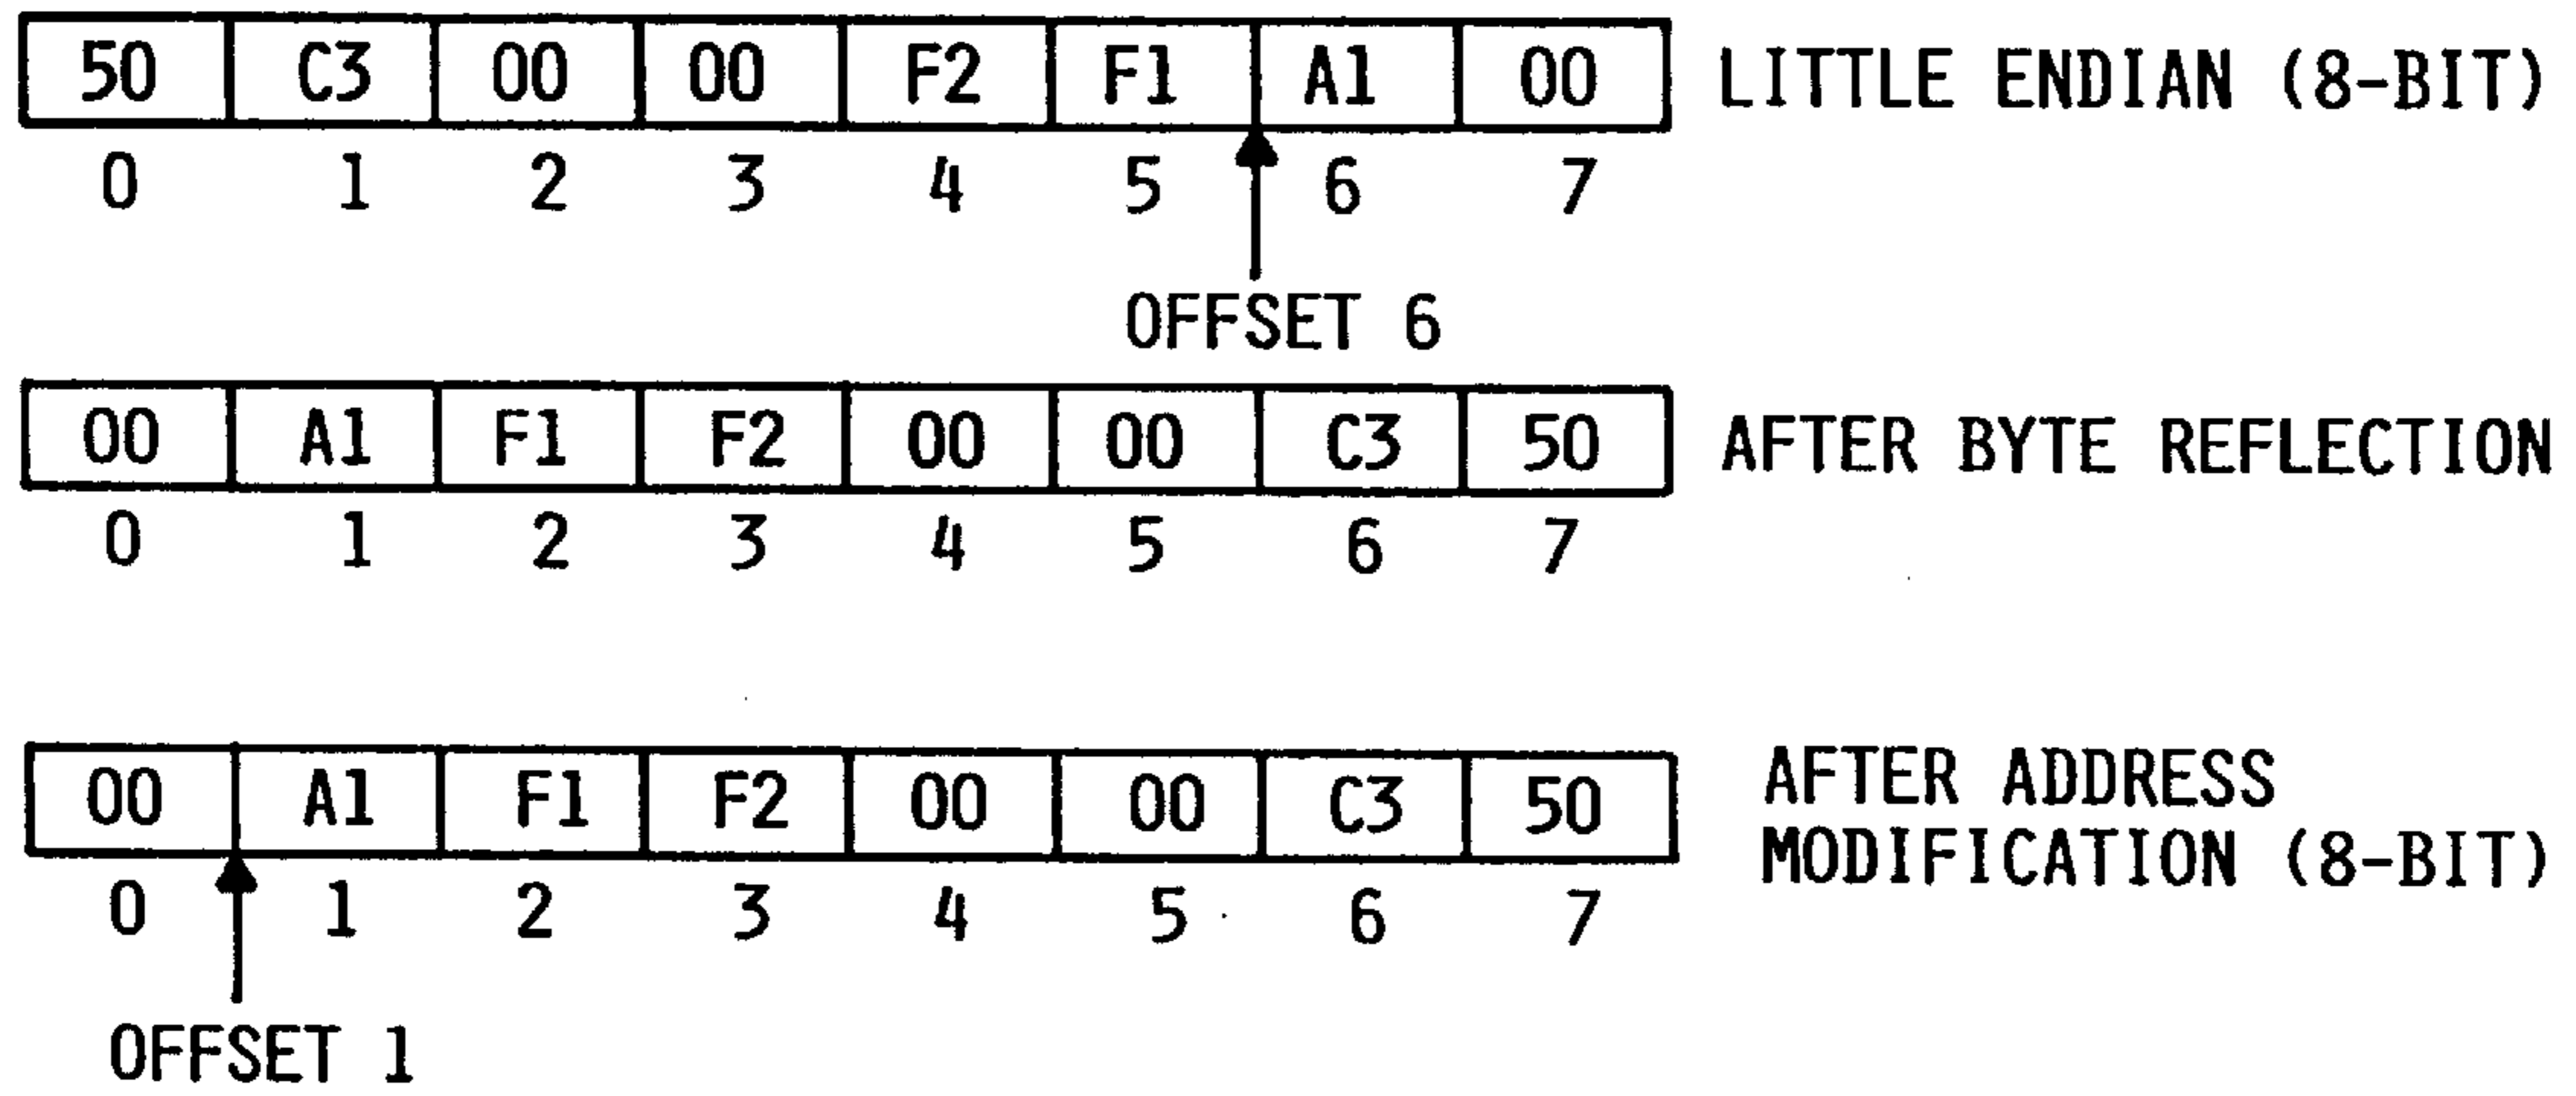 50 C3 00 00 F2 F1 A1 00 LITTLE ENDIAN (8-BIT)
0 1 2 3 4 5 6 7
OFFSET 6
00 A1 F1 F2 00 00 C3 50 AFTER BYTE REFLECTION
0 1 2 3 4 5 6 7
00 A1 F1 F2 00 00 C3 50 AFTER ADDRESS
MODIFICATION (8-BIT)
0 1 2 3 4 5 6 7
OFFSET 1